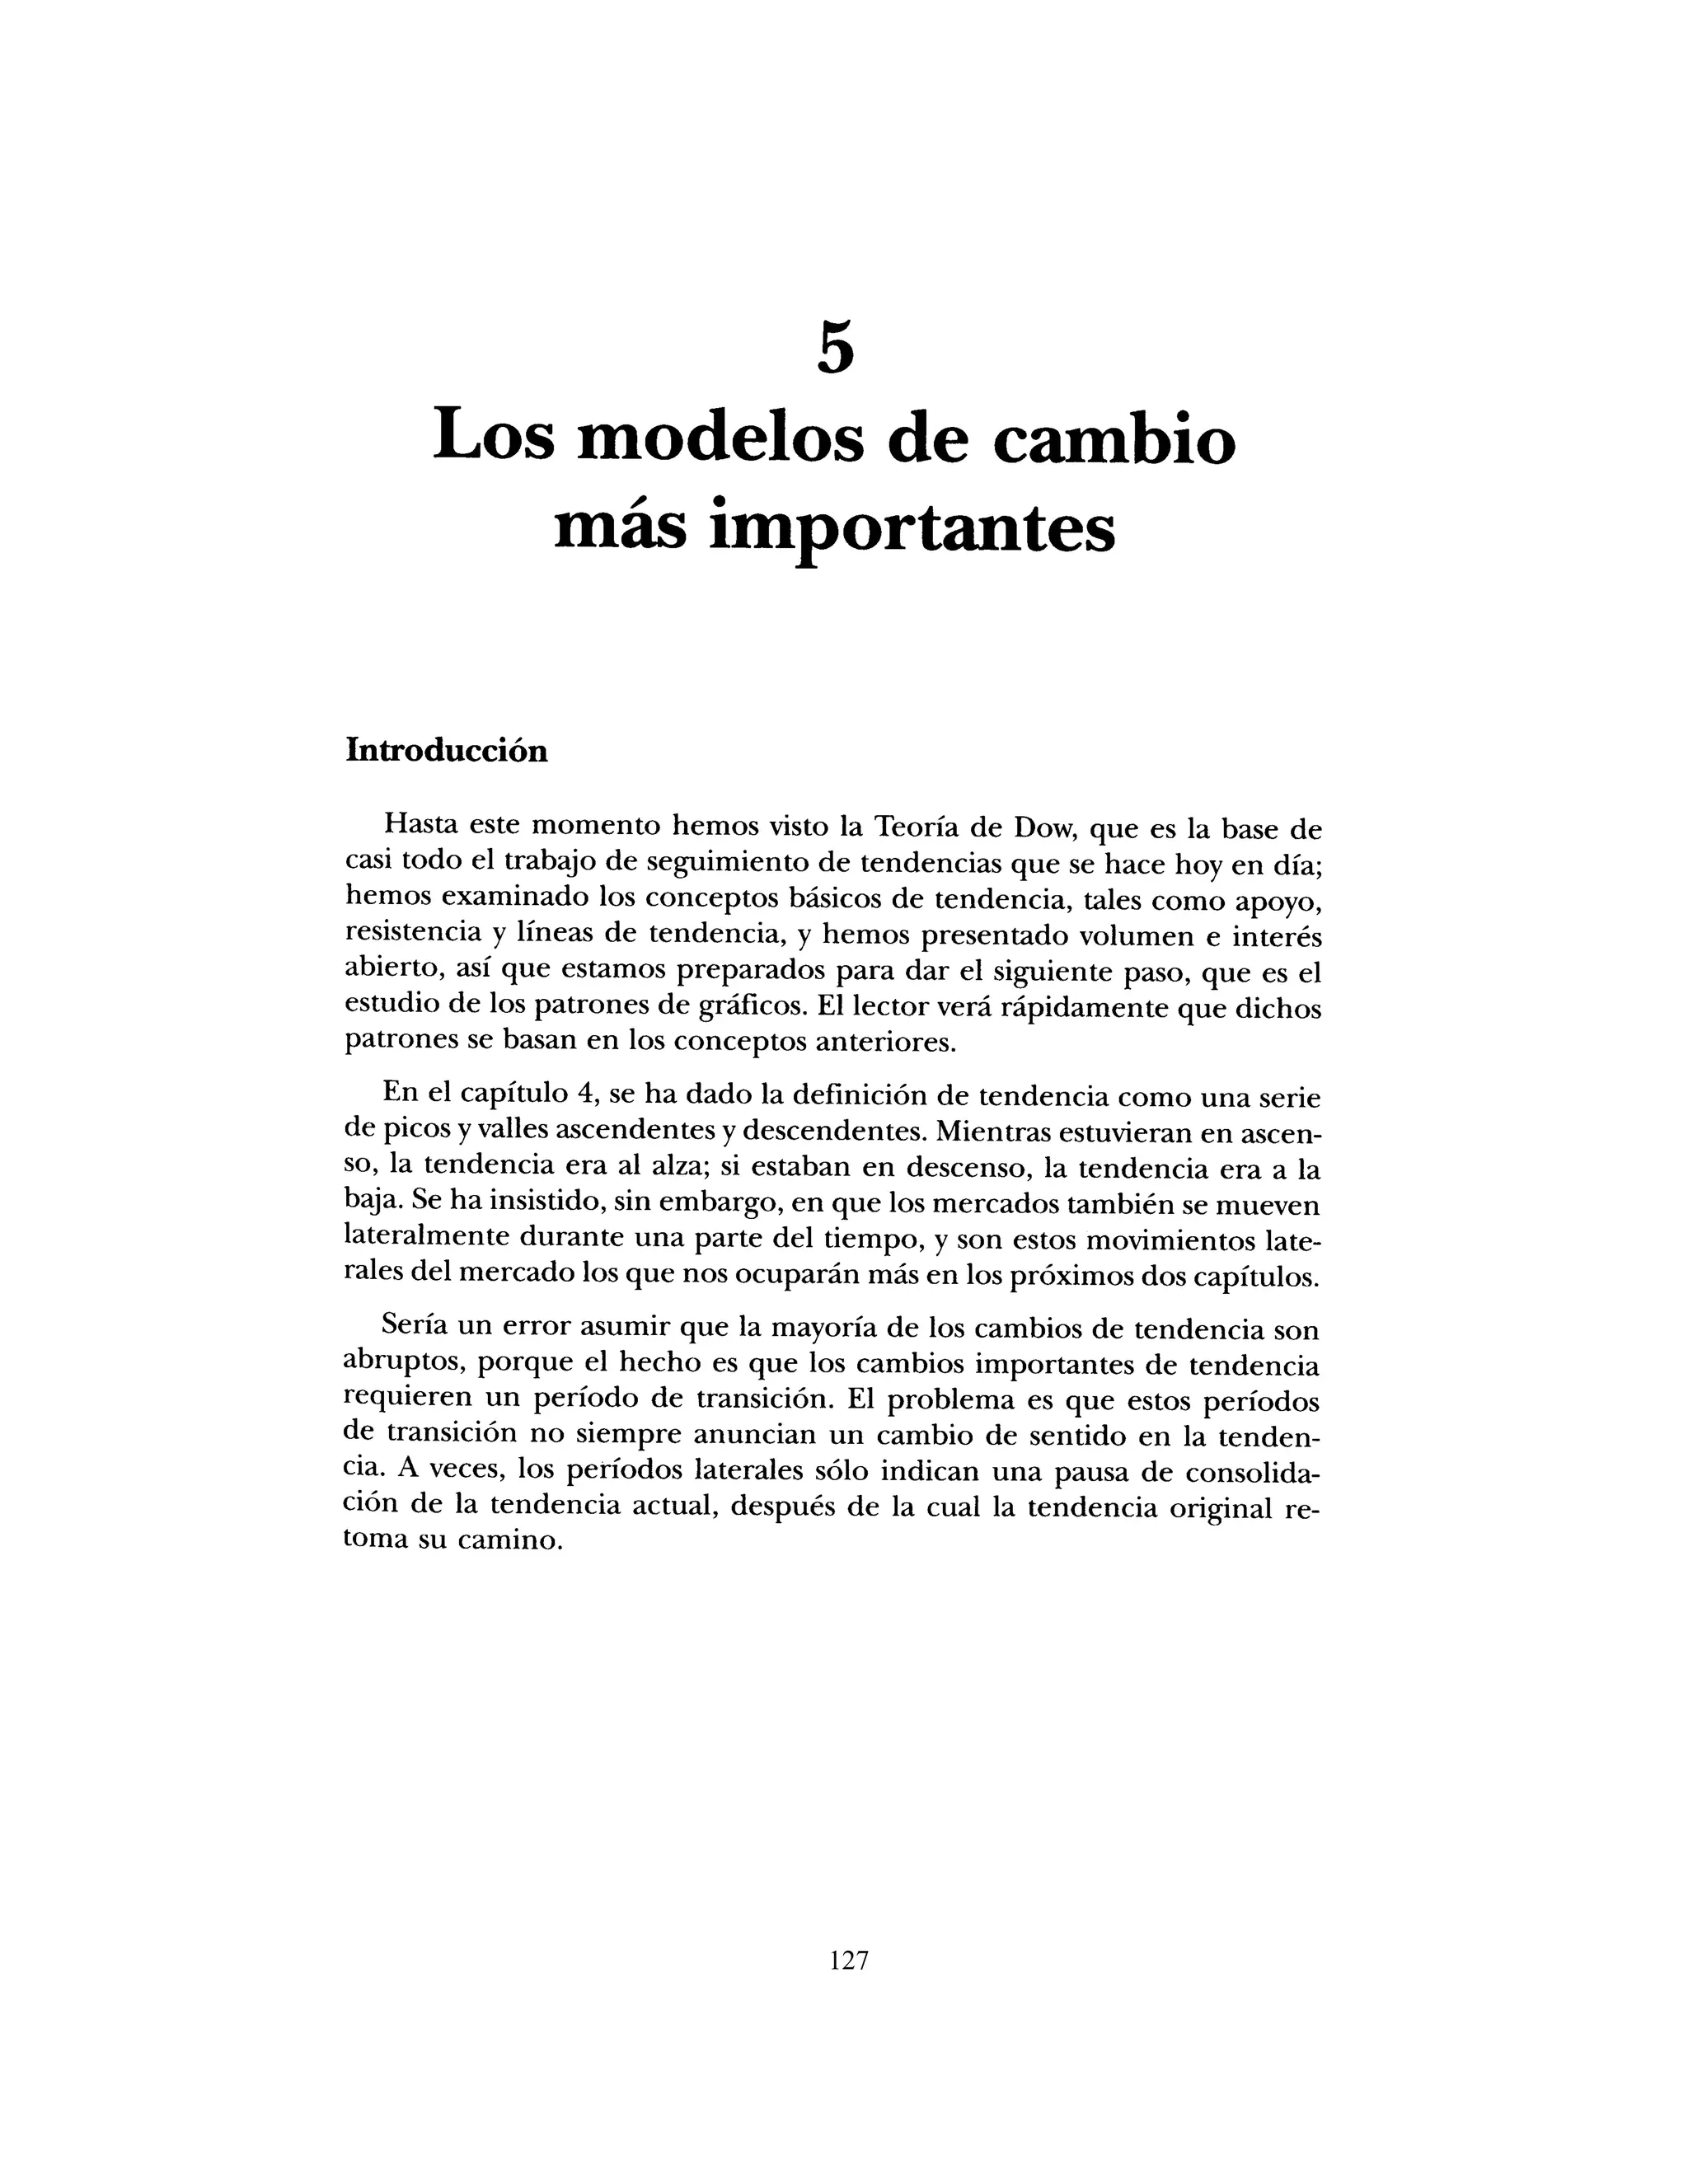 5
Los modelos de cambio
más importantes
Introducción
Hasta este momento hemos visto la Teoría de Dow, que es la base de
casi todo el trabajo de seguimiento de tendencias que se hace hoy en día;
hemos examinado los conceptos básicos de tendencia, tales como apoyo,
resistencia y líneas de tendencia, y hemos presentado volumen e interés
abierto, así que estamos preparados para dar el siguiente paso, que es el
estudio de los patrones de gráficos. El lector verá rápidamente que dichos
patrones se basan en los conceptos anteriores.
En el capítulo 4, se ha dado la definición de tendencia como una serie
de picos y valles ascendentes y descendentes. Mientras estuvieran en ascen-
so, la tendencia era al alza; si estaban en descenso, la tendencia era a la
baja. Se ha insistido, sin embargo, en que los mercados también se mueven
lateralmente durante una parte del tiempo, y son estos movimientos late-
rales del mercado los que nos ocuparán más en los próximos dos capítulos.
Sería un error asumir que la mayoría de los cambios de tendencia son
abruptos, porque el hecho es que los cambios importantes de tendencia
requieren un período de transición. El problema es que estos períodos
de transición no siempre anuncian un cambio de sentido en la tenden-
cia. A veces, los períodos laterales sólo indican una pausa de consolida-
ción de la tendencia actual, después de la cual la tendencia original re-
toma su camino.
127